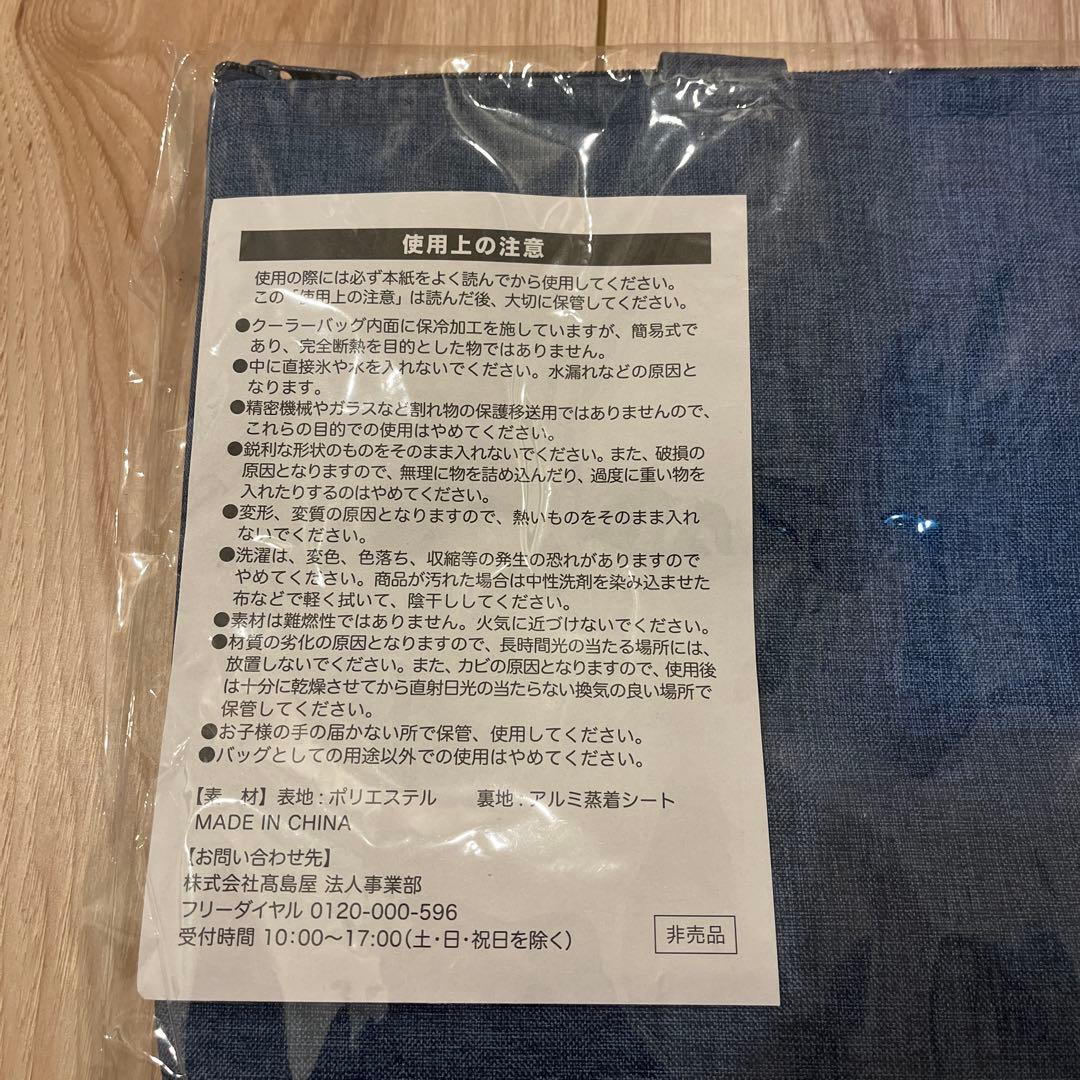 使用上の注意
使用の際には必ず本紙をよく読んでから使用してください。
この「使用上の注意」は読んだ後、大切に保管してください。
●クーラーバッグ内面に保冷加工を施していますが、簡易式で
あり、完全断熱を目的とした物ではありません。
●中に直接氷や水を入れないでください。水漏れなどの原因と
なります。
●精密機械やガラスなど割れ物の保護移送用ではありませんので、
これらの目的での使用はやめてください。
●鋭利な形状のものをそのまま入れないでください。また、破損の
原因となりますので、無理に物を詰め込んだり、過度に重い物を
入れたりするのはやめてください。
●変形、変質の原因となりますので、熱いものをそのまま入れ
ないでください。
●洗濯は、変色、色落ち、収縮等の発生の恐れがありますので
やめてください。商品が汚れた場合は中性洗剤を染み込ませた
布などで軽く拭いて、陰干ししてください。
●素材は難燃性ではありません。火気に近づけないでください。
●材質の劣化の原因となりますので、長時間光の当たる場所には、
放置しないでください。また、カビの原因となりますので、使用後
は十分に乾燥させてから直射日光の当たらない換気の良い場所で
保管してください。
●お子様の手の届かない所で保管、使用してください。
●バッグとしての用途以外での使用はやめてください。
【素　材】表地：ポリエステル　　裏地：アルミ蒸着シート
MADE IN CHINA
【お問い合わせ先】
株式会社髙島屋 法人事業部
フリーダイヤル 0120-000-596
受付時間 10：00～17：00（土・日・祝日を除く）
非売品